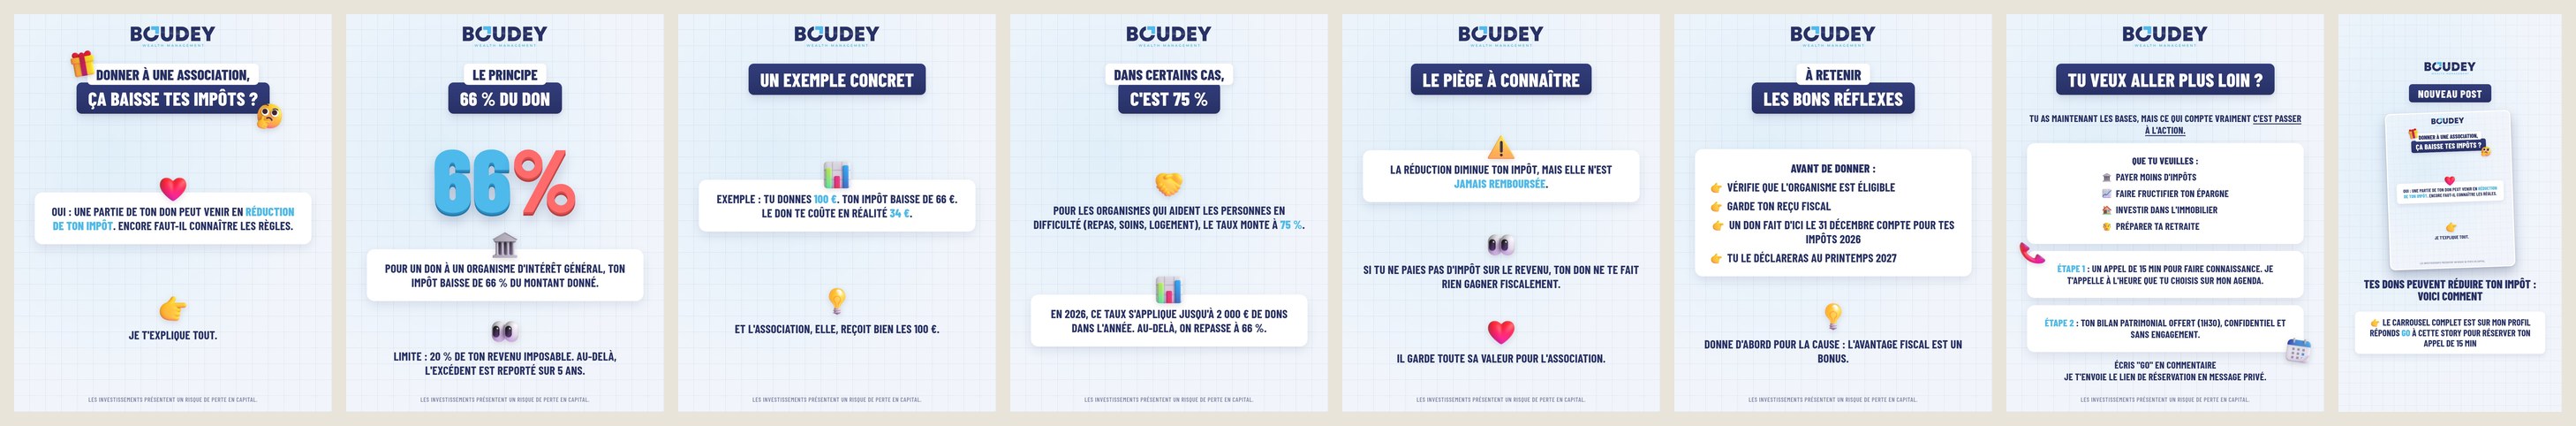 BOUDEY
WEALTH MANAGEMENT
DONNER À UNE ASSOCIATION,
ÇA BAISSE TES IMPÔTS ?
OUI : UNE PARTIE DE TON DON PEUT VENIR EN RÉDUCTION
DE TON IMPÔT. ENCORE FAUT-IL CONNAÎTRE LES RÈGLES.
JE T'EXPLIQUE TOUT.
LES INVESTISSEMENTS PRÉSENTENT UN RISQUE DE PERTE EN CAPITAL.
BOUDEY
WEALTH MANAGEMENT
LE PRINCIPE
66 % DU DON
66%
POUR UN DON À UN ORGANISME D'INTÉRÊT GÉNÉRAL, TON
IMPÔT BAISSE DE 66 % DU MONTANT DONNÉ.
LIMITE : 20 % DE TON REVENU IMPOSABLE. AU-DELÀ,
L'EXCÉDENT EST REPORTÉ SUR 5 ANS.
LES INVESTISSEMENTS PRÉSENTENT UN RISQUE DE PERTE EN CAPITAL.
BOUDEY
WEALTH MANAGEMENT
UN EXEMPLE CONCRET
EXEMPLE : TU DONNES 100 €. TON IMPÔT BAISSE DE 66 €.
LE DON TE COÛTE EN RÉALITÉ 34 €.
ET L'ASSOCIATION, ELLE, REÇOIT BIEN LES 100 €.
LES INVESTISSEMENTS PRÉSENTENT UN RISQUE DE PERTE EN CAPITAL.
BOUDEY
WEALTH MANAGEMENT
DANS CERTAINS CAS,
C'EST 75 %
POUR LES ORGANISMES QUI AIDENT LES PERSONNES EN
DIFFICULTÉ (REPAS, SOINS, LOGEMENT), LE TAUX MONTE À 75 %.
EN 2026, CE TAUX S'APPLIQUE JUSQU'À 2 000 € DE DONS
DANS L'ANNÉE. AU-DELÀ, ON REPASSE À 66 %.
LES INVESTISSEMENTS PRÉSENTENT UN RISQUE DE PERTE EN CAPITAL.
BOUDEY
WEALTH MANAGEMENT
LE PIÈGE À CONNAÎTRE
LA RÉDUCTION DIMINUE TON IMPÔT, MAIS ELLE N'EST
JAMAIS REMBOURSÉE.
SI TU NE PAIES PAS D'IMPÔT SUR LE REVENU, TON DON NE TE FAIT
RIEN GAGNER FISCALEMENT.
IL GARDE TOUTE SA VALEUR POUR L'ASSOCIATION.
LES INVESTISSEMENTS PRÉSENTENT UN RISQUE DE PERTE EN CAPITAL.
BOUDEY
WEALTH MANAGEMENT
À RETENIR
LES BONS RÉFLEXES
AVANT DE DONNER :
VÉRIFIE QUE L'ORGANISME EST ÉLIGIBLE
GARDE TON REÇU FISCAL
UN DON FAIT D'ICI LE 31 DÉCEMBRE COMPTE POUR TES
IMPÔTS 2026
TU LE DÉCLARERAS AU PRINTEMPS 2027
DONNE D'ABORD POUR LA CAUSE : L'AVANTAGE FISCAL EST UN
BONUS.
LES INVESTISSEMENTS PRÉSENTENT UN RISQUE DE PERTE EN CAPITAL.
BOUDEY
WEALTH MANAGEMENT
TU VEUX ALLER PLUS LOIN ?
TU AS MAINTENANT LES BASES, MAIS CE QUI COMPTE VRAIMENT C'EST PASSER
À L'ACTION.
QUE TU VEUILLES :
PAYER MOINS D'IMPÔTS
FAIRE FRUCTIFIER TON ÉPARGNE
INVESTIR DANS L'IMMOBILIER
PRÉPARER TA RETRAITE
ÉTAPE 1 : UN APPEL DE 15 MIN POUR FAIRE CONNAISSANCE. JE
T'APPELLE À L'HEURE QUE TU CHOISIS SUR MON AGENDA.
ÉTAPE 2 : TON BILAN PATRIMONIAL OFFERT (1H30), CONFIDENTIEL ET
SANS ENGAGEMENT.
ÉCRIS "GO" EN COMMENTAIRE
JE T'ENVOIE LE LIEN DE RÉSERVATION EN MESSAGE PRIVÉ.
LES INVESTISSEMENTS PRÉSENTENT UN RISQUE DE PERTE EN CAPITAL.
BOUDEY
NOUVEAU POST
BOUDEY
DONNER À UNE ASSOCIATION,
ÇA BAISSE TES IMPÔTS ?
OUI : UNE PARTIE DE TON DON PEUT VENIR EN RÉDUCTION
DE TON IMPÔT. ENCORE FAUT-IL CONNAÎTRE LES RÈGLES.
JE T'EXPLIQUE TOUT.
TES DONS PEUVENT RÉDUIRE TON IMPÔT :
VOICI COMMENT
LE CARROUSEL COMPLET EST SUR MON PROFIL
RÉPONDS GO À CETTE STORY POUR RÉSERVER TON
APPEL DE 15 MIN